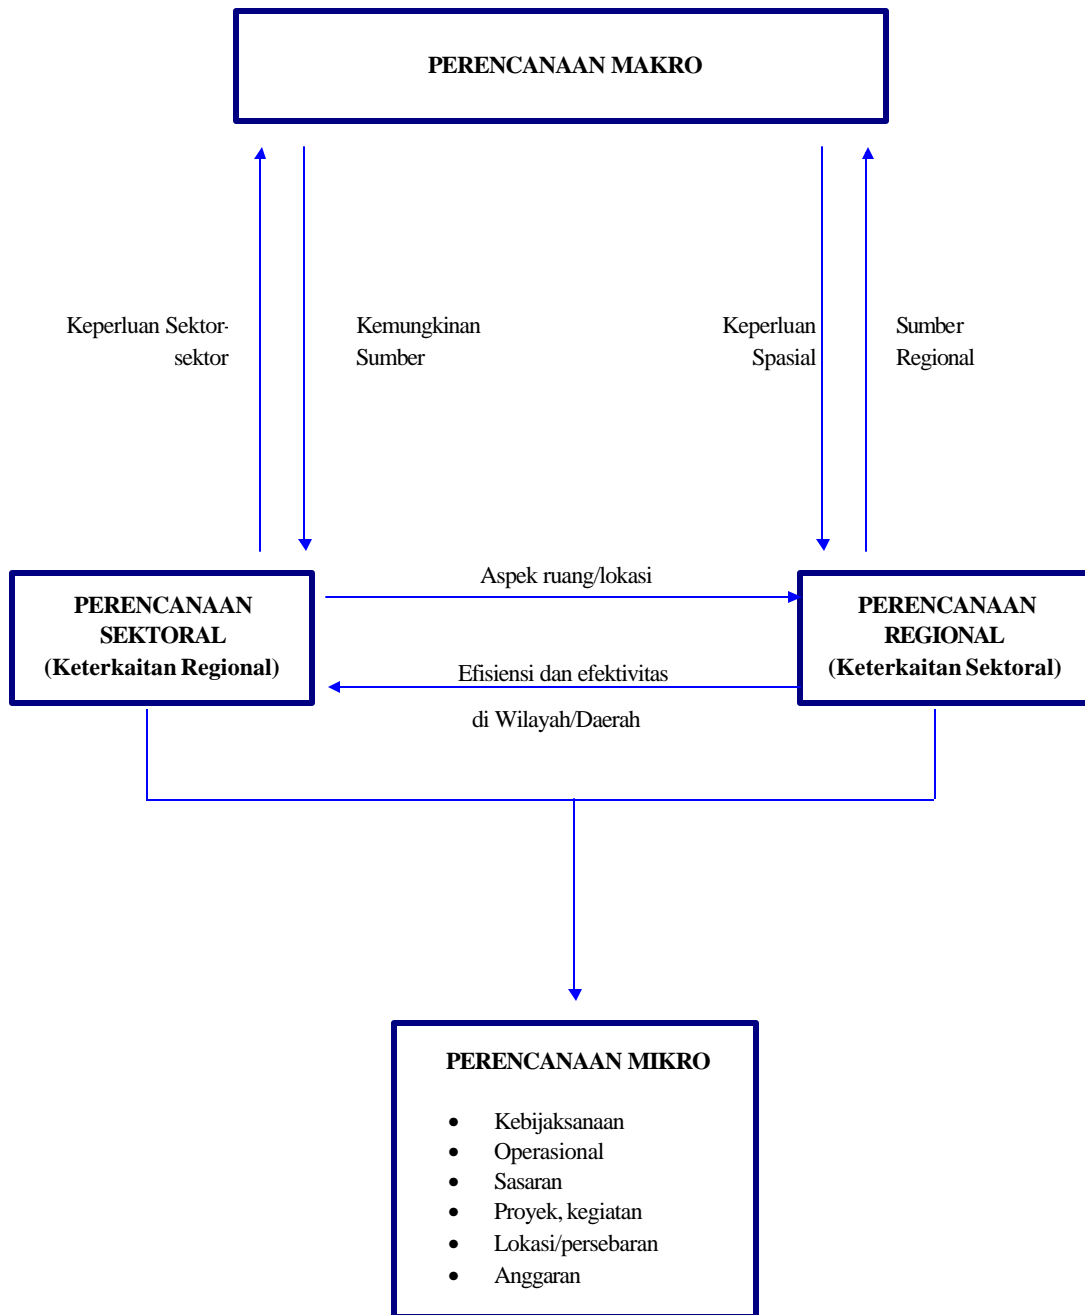 PERENCANAAN MAKRO
Keperluan Sektor-
sektor
Kemungkinan
Sumber
Keperluan
Spasial
Sumber
Regional
PERENCANAAN
SEKTORAL
(Keterkaitan Regional)
Aspek ruang/lokasi
Efisiensi dan efektivitas
di Wilayah/Daerah
PERENCANAAN
REGIONAL
(Keterkaitan Sektoral)
PERENCANAAN MIKRO
• Kebijaksanaan
• Operasional
• Sasaran
• Proyek, kegiatan
• Lokasi/persebaran
• Anggaran